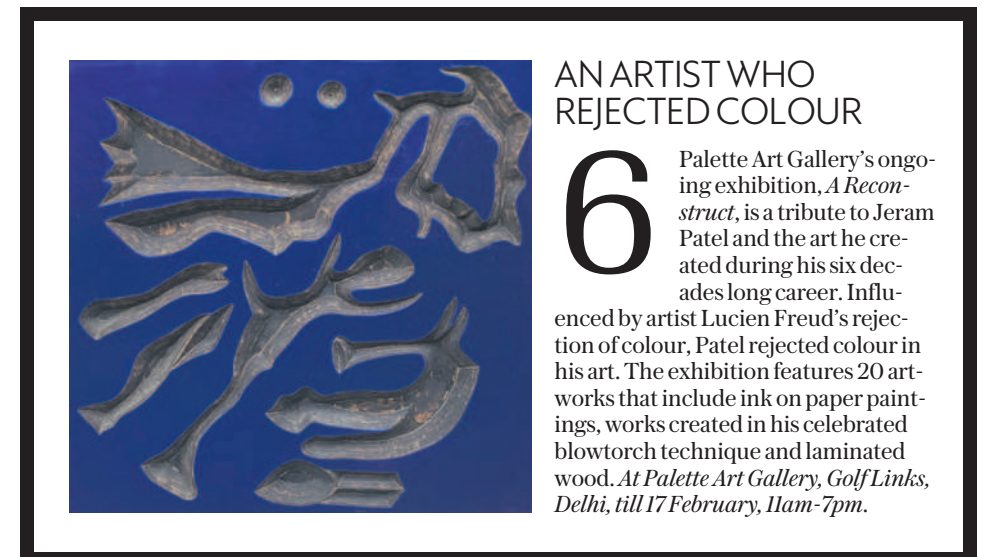 AN ARTIST WHO
REJECTED COLOUR
6
Palette Art Gallery's ongo-
ing exhibition, A Recon-
struct, is a tribute to Jeram
Patel and the art he cre-
ated during his six dec-
ades long career. Influ-
enced by artist Lucien Freud's rejec-
tion of colour, Patel rejected colour in
his art. The exhibition features 20 art-
works that include ink on paper paint-
ings, works created in his celebrated
blowtorch technique and laminated
wood. At Palette Art Gallery, Golf Links,
Delhi, till 17 February, 11am-7pm.